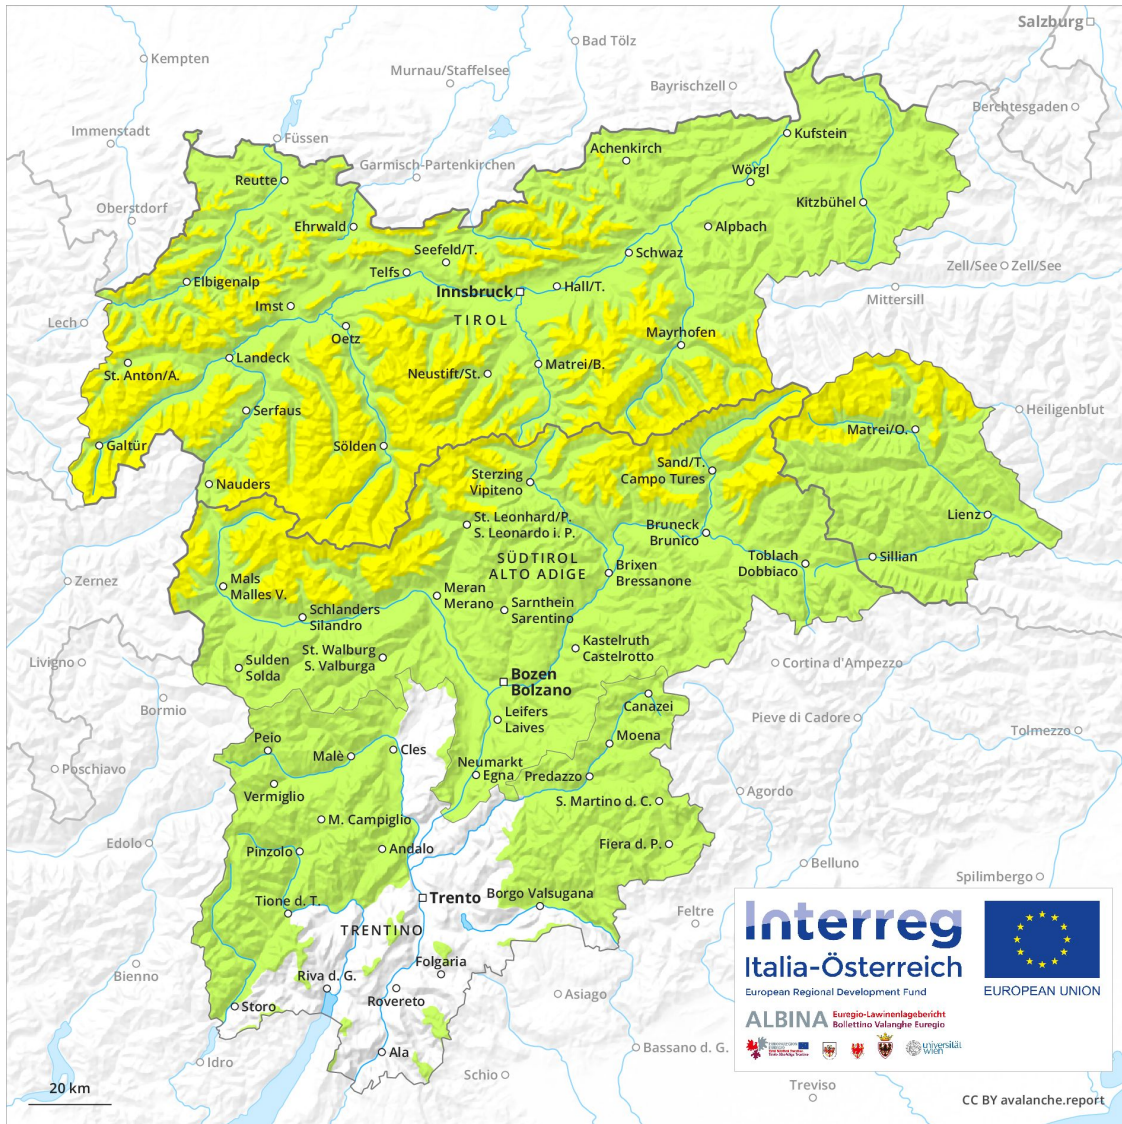 Salzburg
Bad Tölz
Kempten
Murnau/Staffelsee
Bayrischzell
Berchtesgaden
Immenstadt
Füssen
Kufstein
Achenkirch
Garmisch-Partenkirchen
Wörgl
Reutte
Kitzbühel
Oberstdorf
Ehrwald
Alpbach
Seefeld/T.
Schwaz
Telfs
Zell/See
Zell/See
Elbigenalp
Hall/T.
Innsbruck
Mittersill
Imst
TIROL
Lech
Oetz
Mayrhofen
Landeck
Matrei/B.
St. Anton/A.
Neustift/St.
Serfaus
Heiligenblut
Matrei/O.
Galtür
Sölden
Sand/T.
Campo Tures
Sterzing
Vipiteno
Nauders
Lienz
St. Leonhard/P.
S. Leonardo i. P.
Bruneck
Brunico
SÜDTIROL
ALTO ADIGE
Toblach
Dobbiaco
Sillian
Brixen
Bressanone
Zernez
Mals
Malles V.
Meran
Merano
Sarnthein
Sarentino
Schlanders
Silandro
Kastelruth
Castelrotto
St. Walburg
S. Valburga
Livigno
Sulden
Solda
Cortina d'Ampezzo
Bozen
Bolzano
Bormio
Canazei
Leifers
Laives
Pieve di Cadore
Tolmezzo
Moena
Peio
Malè
Cles
Neumarkt
Egna
Predazzo
Poschiavo
Vermiglio
Agordo
S. Martino d. C.
M. Campiglio
Edolo
Pinzolo
Andalo
Fiera d. P.
Belluno
Spilimbergo
Trento
Borgo Valsugana
Tione d. T.
Feltre
TRENTINO
Folgaria
Bienno
Riva d. G.
Rovereto
Asiago
Storo
Ala
Bassano d. G.
Idro
Schio
Treviso
20 km
Interreg
Italia-Österreich
European Regional Development Fund
EUROPEAN UNION
ALBINA
Euregio-Lawinenlagebericht
Bollettino Valanghe Euregio
universität
wien
CC BY avalanche.report